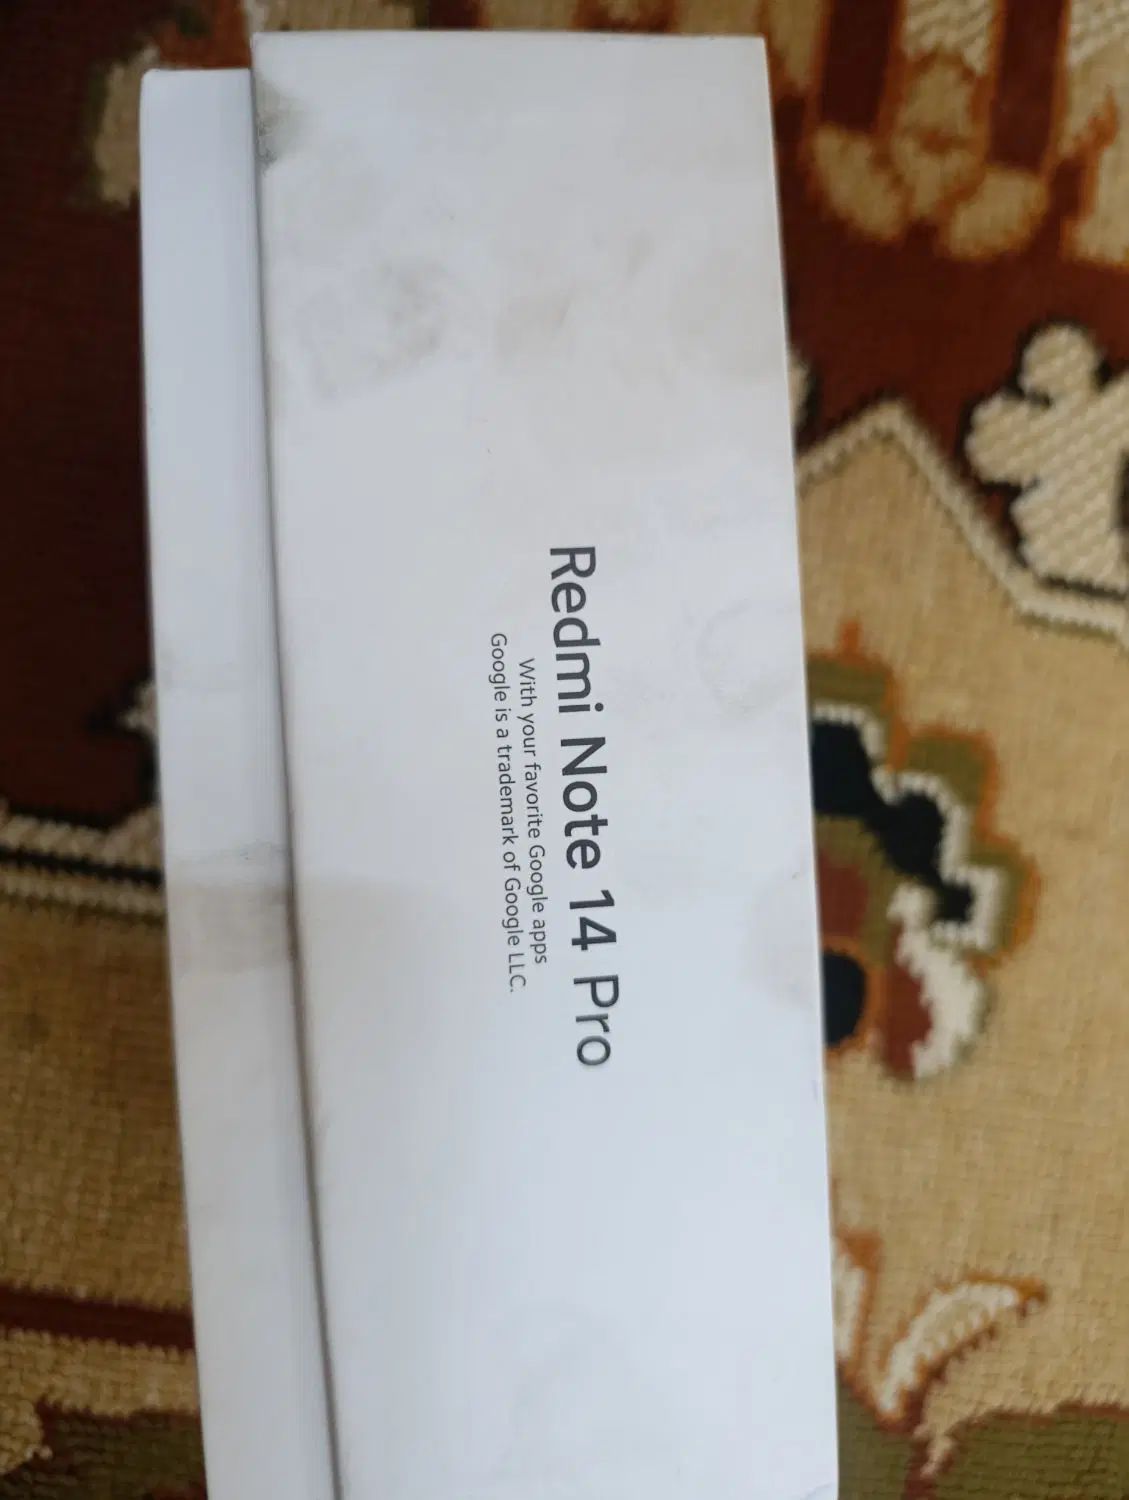 Redmi Note 14 Pro
With your favorite Google apps
Google is a trademark of Google LLC.